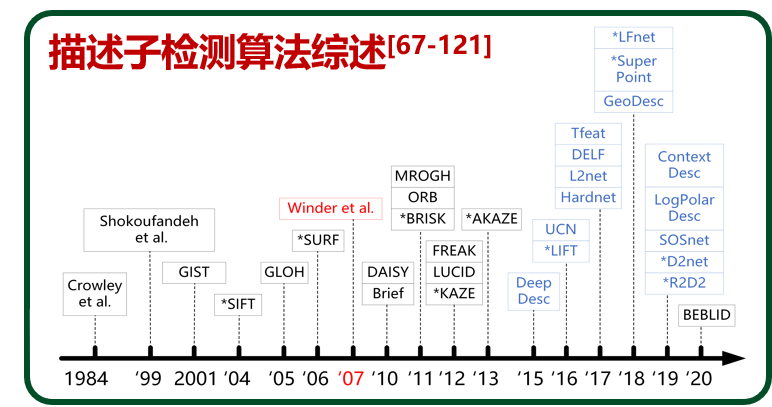 描述子检测算法综述[67-121]
*LFnet
*Super
Point
GeoDesc
Tfeat
DELF
L2net
Hardnet
Context
Desc
LogPolar
Desc
SOSnet
*D2net
*R2D2
MROGH
ORB
*BRISK
*AKAZE
Winder et al.
Shokoufandeh
et al.
*SURF
UCN
*LIFT
FREAK
LUCID
*KAZE
Crowley
et al.
GIST
GLOH
DAISY
Brief
Deep
Desc
*SIFT
BEBLID
1984 ‘99 2001 ‘04 ‘05 ‘06 ‘07 ‘10 ‘11 ‘12 ‘13 ‘15 ‘16 ‘17 ‘18 ‘19 ‘20